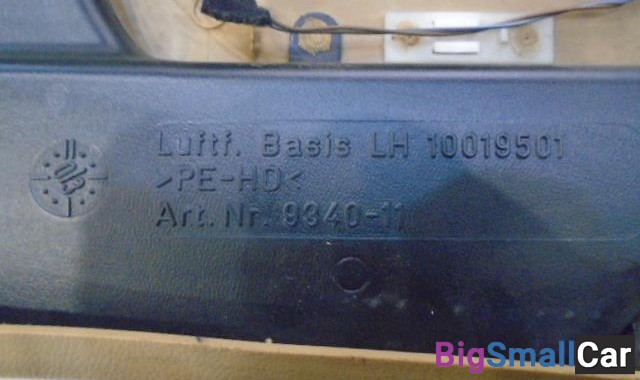 Luftf. Basis LH 10019501
>PE-HD<
Art. Nr. 9340-11
BigSmallCar